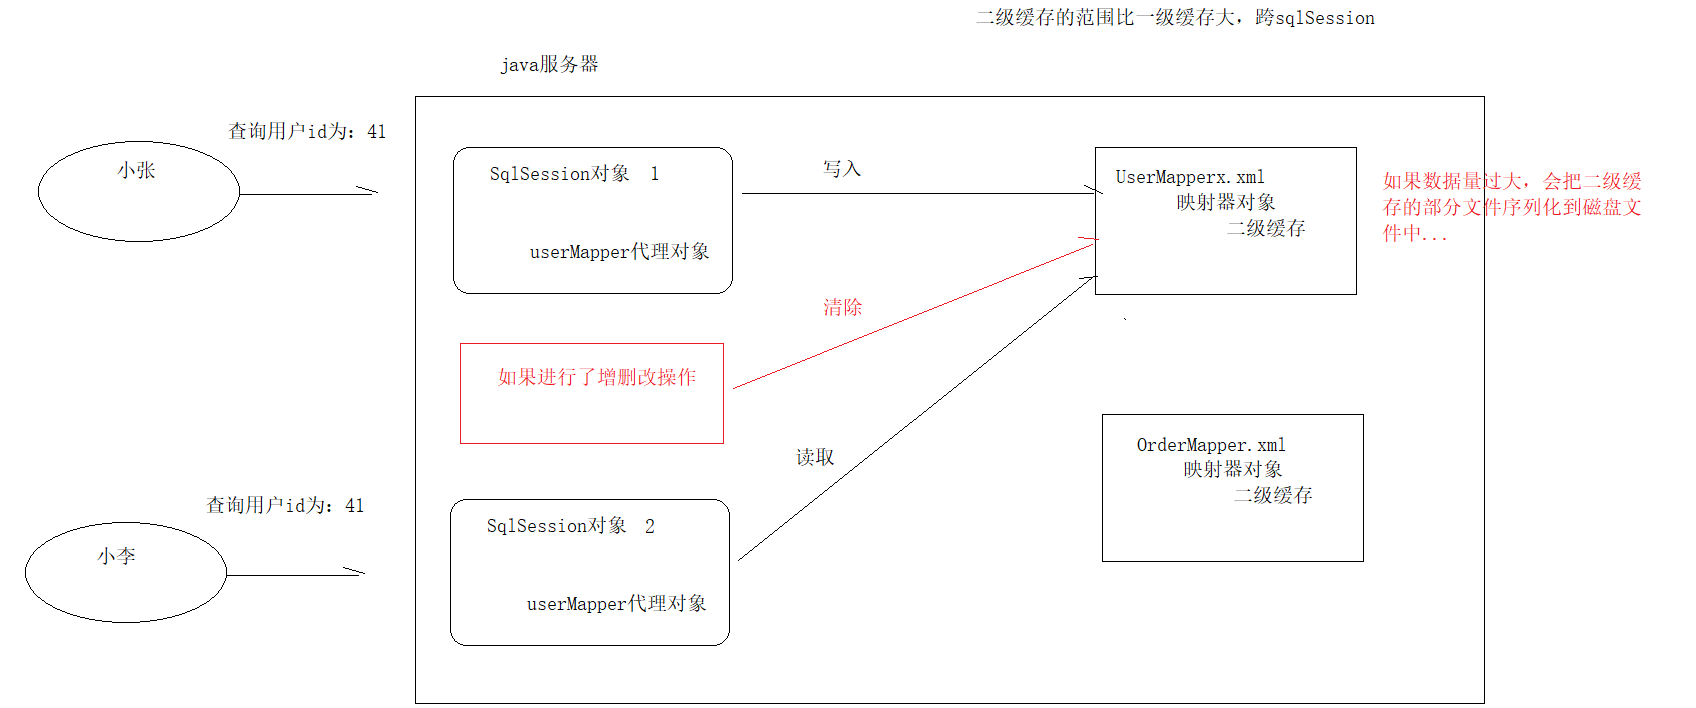 二级缓存的范围比一级缓存大，跨sqlSession
java服务器
查询用户id为：41
小张
SqlSession对象 1
userMapper代理对象
写入
UserMapperx.xml
映射器对象
二级缓存
如果数据量过大，会把二级缓
存的部分文件序列化到磁盘文
件中...
清除
如果进行了增删改操作
读取
OrderMapper.xml
映射器对象
二级缓存
查询用户id为：41
小李
SqlSession对象 2
userMapper代理对象